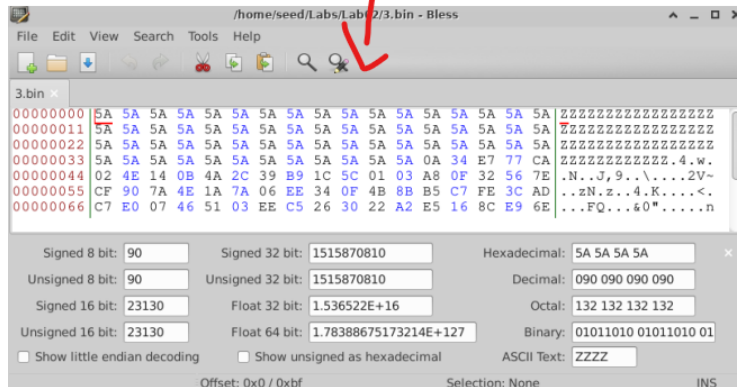 /home/seed/Labs/Lab02/3.bin - Bless
File Edit View Search Tools Help
3.bin
00000000 5A 5A 5A 5A 5A 5A 5A 5A 5A 5A 5A 5A 5A 5A 5A 5A 5A ZZZZZZZZZZZZZZZZZ
00000011 5A 5A 5A 5A 5A 5A 5A 5A 5A 5A 5A 5A 5A 5A 5A 5A 5A ZZZZZZZZZZZZZZZZZ
00000022 5A 5A 5A 5A 5A 5A 5A 5A 5A 5A 5A 5A 5A 5A 5A 5A 5A ZZZZZZZZZZZZZZZZZ
00000033 5A 5A 5A 5A 5A 5A 5A 5A 5A 5A 5A 5A 0A 34 E7 77 CA ZZZZZZZZZZZZ.4.w.
00000044 02 4E 14 0B 4A 2C 39 B9 1C 5C 01 03 A8 0F 32 56 7E .N..J,9..\....2V~
00000055 CF 90 7A 4E 1A 7A 06 EE 34 0F 4B 8B B5 C7 FE 3C AD ..zN.z..4.K....<.
00000066 C7 E0 07 46 51 03 EE C5 26 30 22 A2 E5 16 8C E9 6E ...FQ...&0".....n
Signed 8 bit: 90 Signed 32 bit: 1515870810 Hexadecimal: 5A 5A 5A 5A
Unsigned 8 bit: 90 Unsigned 32 bit: 1515870810 Decimal: 090 090 090 090
Signed 16 bit: 23130 Float 32 bit: 1.536522E+16 Octal: 132 132 132 132
Unsigned 16 bit: 23130 Float 64 bit: 1.78388675173214E+127 Binary: 01011010 01011010 01
Show little endian decoding Show unsigned as hexadecimal ASCII Text: ZZZZ
Offset: 0x0 / 0xbf Selection: None INS